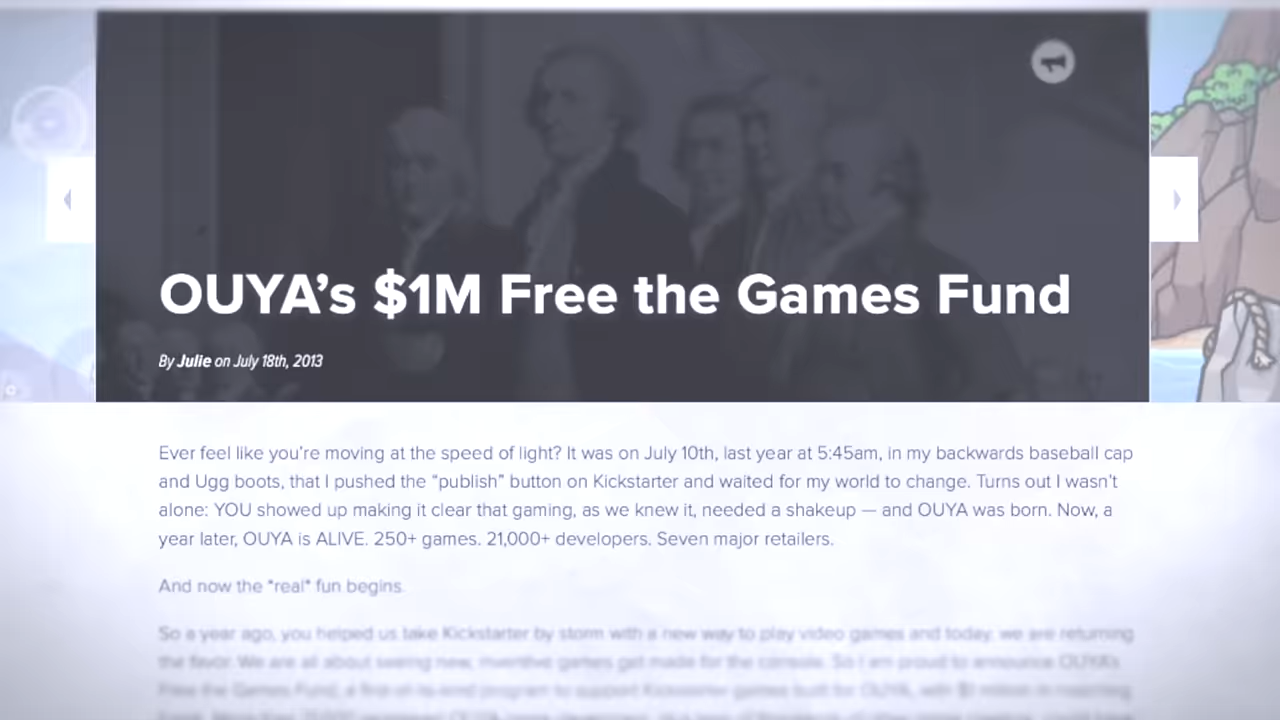 OUYA’s $1M Free the Games Fund
By Julie on July 18th, 2013
Ever feel like you’re moving at the speed of light? It was on July 10th, last year at 5:45am, in my backwards baseball cap
and Ugg boots, that I pushed the “publish” button on Kickstarter and waited for my world to change. Turns out I wasn’t
alone: YOU showed up making it clear that gaming, as we knew it, needed a shakeup — and OUYA was born. Now, a
year later, OUYA is ALIVE. 250+ games. 21,000+ developers. Seven major retailers.
And now the *real* fun begins.
So a year ago, you helped us take Kickstarter by storm with a new way to play video games and today, we are returning
the favor. We are all about seeing new, inventive games get made for the console. So I am proud to announce OUYA’s
Free the Games Fund, a first-of-its-kind program to support Kickstarter games built for OUYA, with $1 million in matching